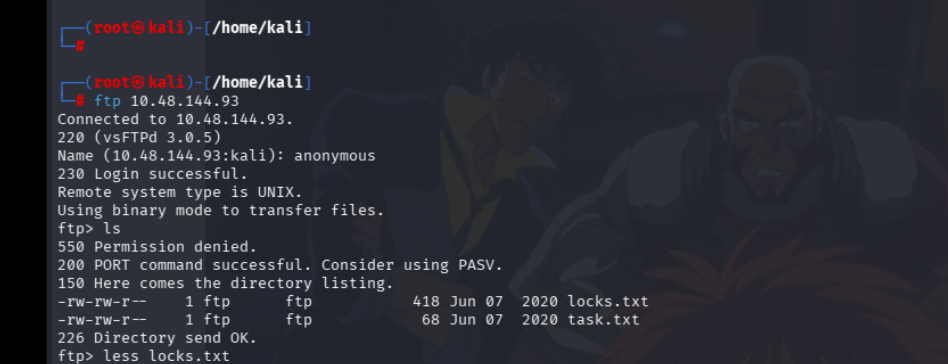 ┌──(root㉿kali)-[/home/kali]
└─#
┌──(root㉿kali)-[/home/kali]
└─# ftp 10.48.144.93
Connected to 10.48.144.93.
220 (vsFTPd 3.0.5)
Name (10.48.144.93:kali): anonymous
230 Login successful.
Remote system type is UNIX.
Using binary mode to transfer files.
ftp> ls
550 Permission denied.
200 PORT command successful. Consider using PASV.
150 Here comes the directory listing.
-rw-rw-r--    1 ftp      ftp           418 Jun 07  2020 locks.txt
-rw-rw-r--    1 ftp      ftp            68 Jun 07  2020 task.txt
226 Directory send OK.
ftp> less locks.txt